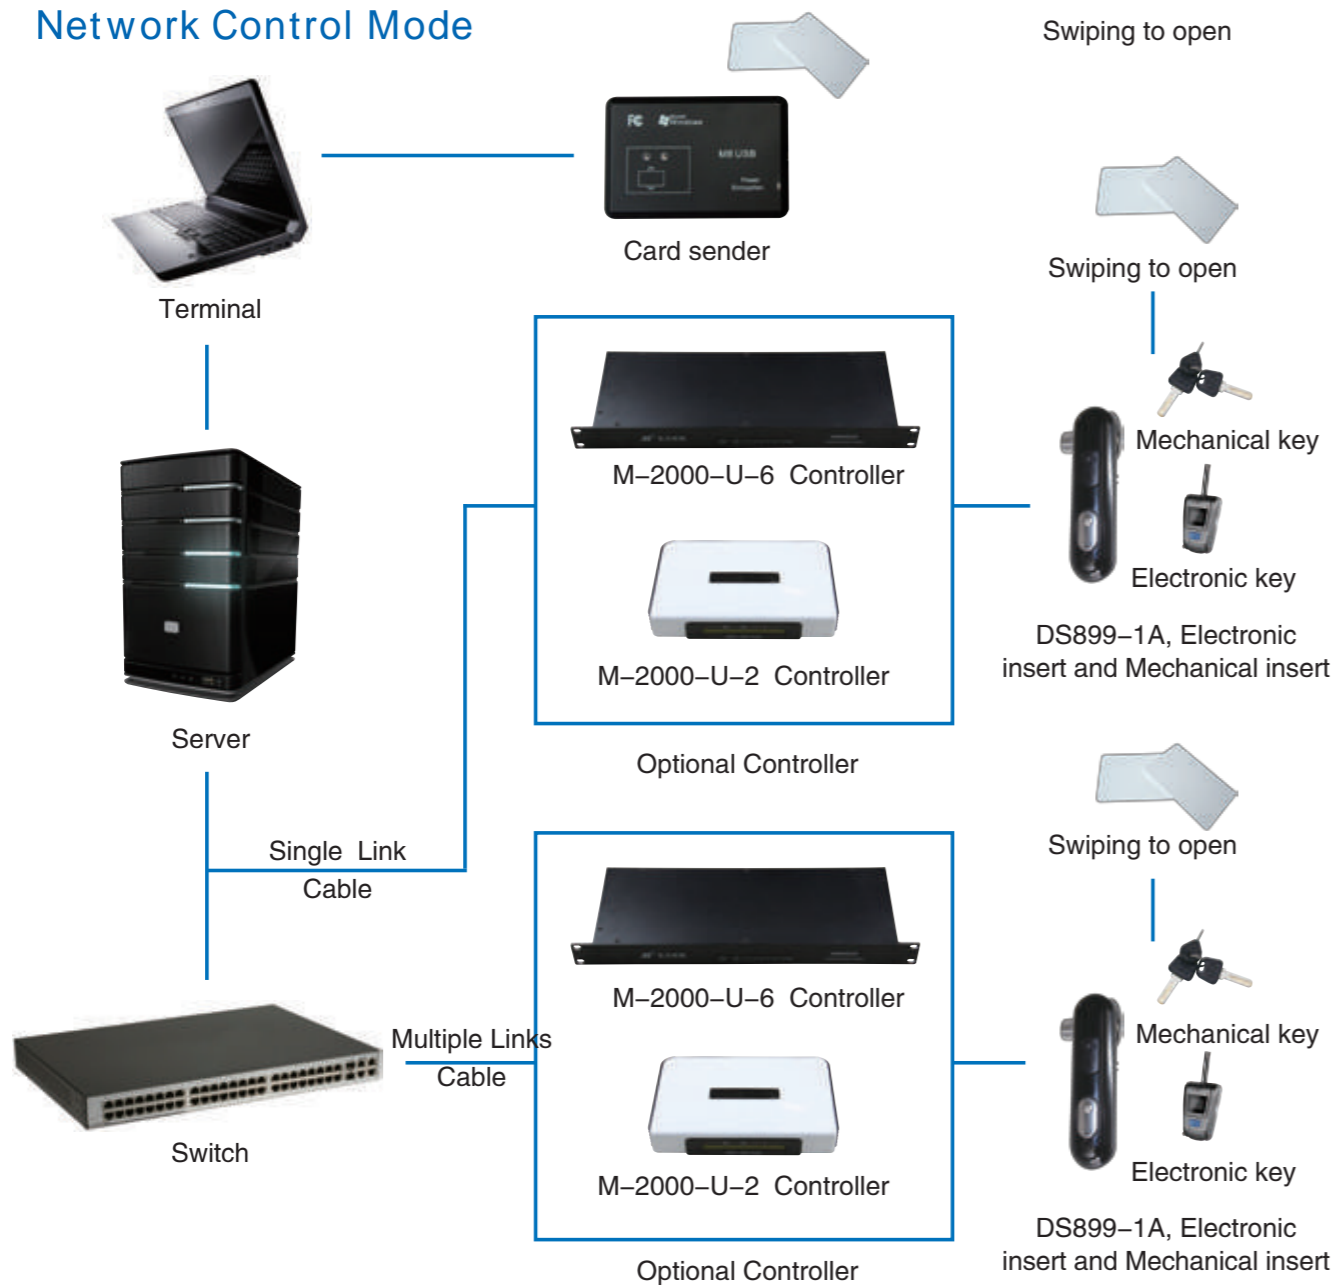 Network Control Mode
Swiping to open
FC
M8 USB
Card sender
Swiping to open
Terminal
M–2000–U–6 Controller
Mechanical key
Electronic key
M–2000–U–2 Controller
DS899–1A, Electronic
insert and Mechanical insert
Server
Optional Controller
Single Link
Cable
Swiping to open
M–2000–U–6 Controller
Mechanical key
Multiple Links
Cable
Switch
Electronic key
M–2000–U–2 Controller
DS899–1A, Electronic
insert and Mechanical insert
Optional Controller